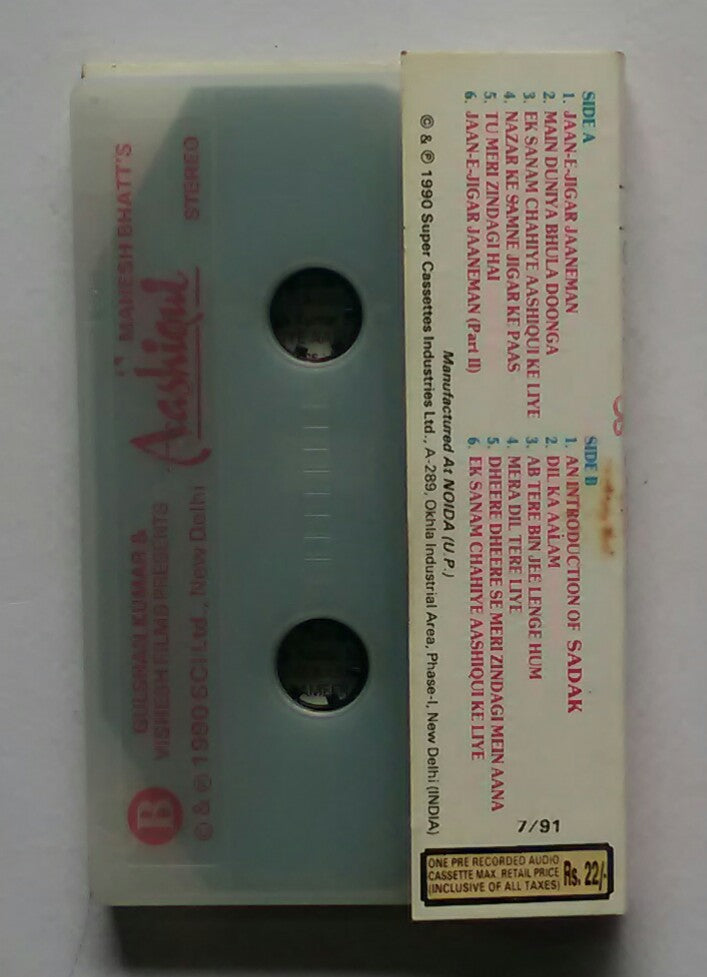 SIDE A
1. JAAN-E-JIGAR JAANEMAN
2. MAIN DUNIYA BHULA DOONGA
3. EK SANAM CHAHIYE AASHIQUI KE LIYE
4. NAZAR KE SAMNE JIGAR KE PAAS
5. TU MERI ZINDAGI HAI
6. JAAN-E-JIGAR JAANEMAN (Part II)
SIDE B
1. AN INTRODUCTION OF SADAK
2. DIL KA AALAM
3. AB TERE BIN JEE LENGE HUM
4. MERA DIL TERE LIYE
5. DHEERE DHEERE SE MERI ZINDAGI MEIN AANA
6. EK SANAM CHAHIYE AASHIQUI KE LIYE
Manufactured At NOIDA (U.P.)
© & ℗ 1990 Super Cassettes Industries Ltd., A-289, Okhla Industrial Area, Phase-I, New Delhi (INDIA)
7/91
ONE PRE RECORDED AUDIO
CASSETTE MAX. RETAIL PRICE
(INCLUSIVE OF ALL TAXES)
Rs. 22/-
GULSHAN KUMAR &
VISHESH FILMS PRESENTS
MAHESH BHATT'S
Aashiqui
STEREO
B
© & ℗ 1990 SCI Ltd., New Delhi